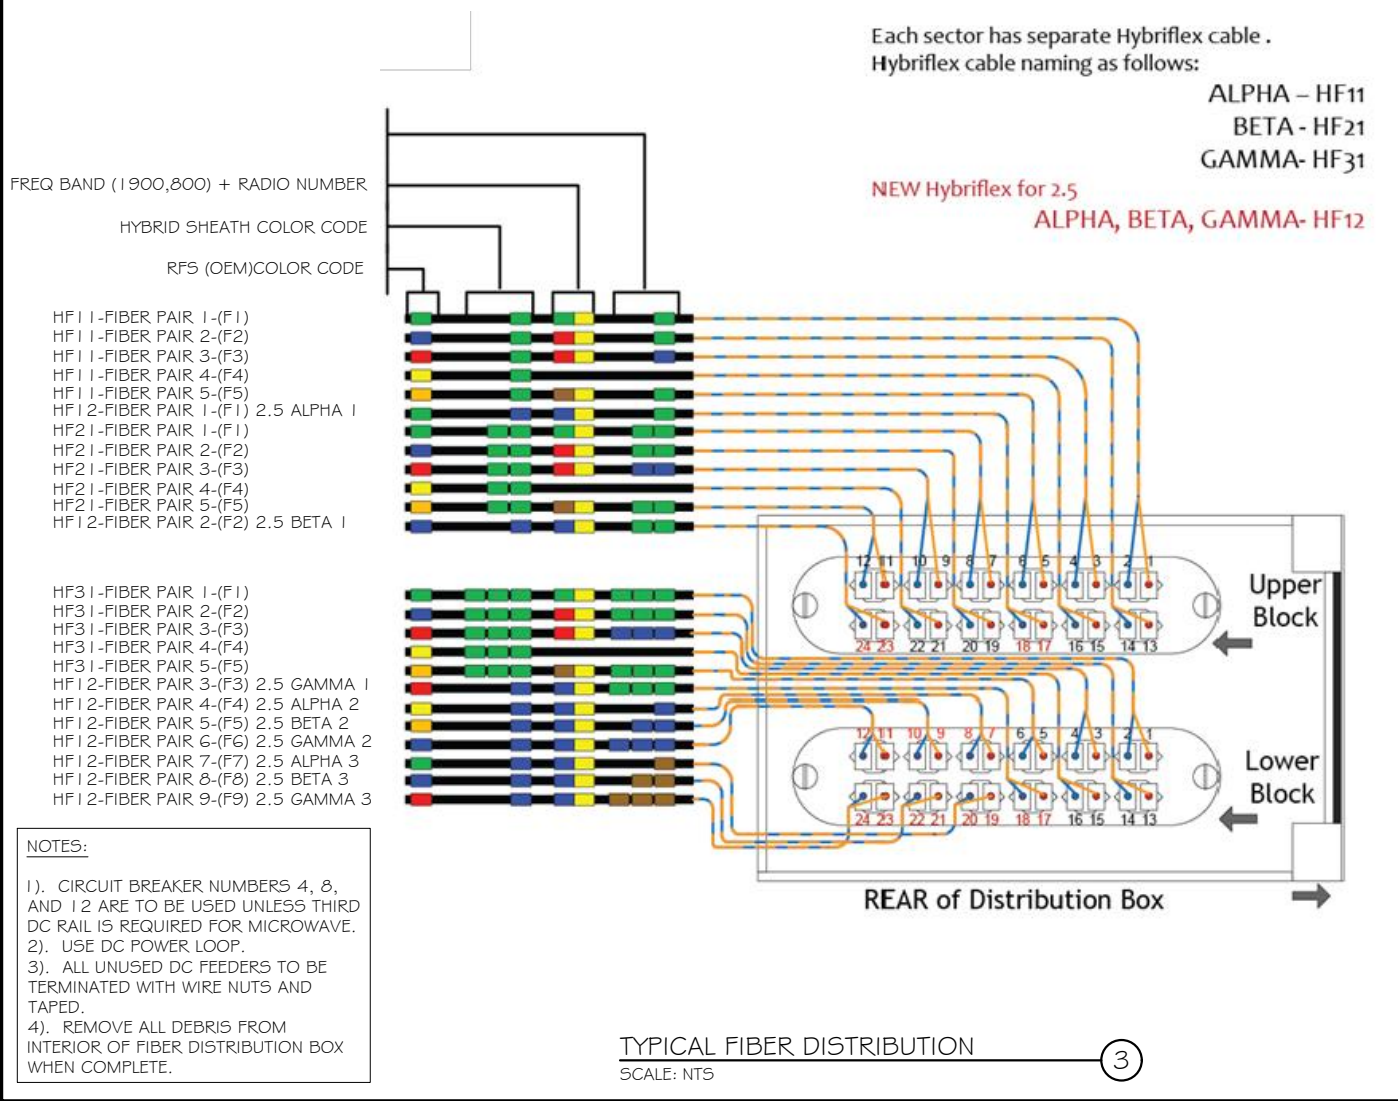 Each sector has separate Hybriflex cable .
Hybriflex cable naming as follows:
ALPHA – HF11
BETA - HF21
GAMMA- HF31
NEW Hybriflex for 2.5
ALPHA, BETA, GAMMA- HF12
FREQ BAND (1900,800) + RADIO NUMBER
HYBRID SHEATH COLOR CODE
RFS (OEM)COLOR CODE
HF11-FIBER PAIR 1-(F1)
HF11-FIBER PAIR 2-(F2)
HF11-FIBER PAIR 3-(F3)
HF11-FIBER PAIR 4-(F4)
HF11-FIBER PAIR 5-(F5)
HF12-FIBER PAIR 1-(F1) 2.5 ALPHA 1
HF21-FIBER PAIR 1-(F1)
HF21-FIBER PAIR 2-(F2)
HF21-FIBER PAIR 3-(F3)
HF21-FIBER PAIR 4-(F4)
HF21-FIBER PAIR 5-(F5)
HF12-FIBER PAIR 2-(F2) 2.5 BETA 1
HF31-FIBER PAIR 1-(F1)
HF31-FIBER PAIR 2-(F2)
HF31-FIBER PAIR 3-(F3)
HF31-FIBER PAIR 4-(F4)
HF31-FIBER PAIR 5-(F5)
HF12-FIBER PAIR 3-(F3) 2.5 GAMMA 1
HF12-FIBER PAIR 4-(F4) 2.5 ALPHA 2
HF12-FIBER PAIR 5-(F5) 2.5 BETA 2
HF12-FIBER PAIR 6-(F6) 2.5 GAMMA 2
HF12-FIBER PAIR 7-(F7) 2.5 ALPHA 3
HF12-FIBER PAIR 8-(F8) 2.5 BETA 3
HF12-FIBER PAIR 9-(F9) 2.5 GAMMA 3
12 11 10 9 8 7 6 5 4 3 2 1
24 23 22 21 20 19 18 17 16 15 14 13
Upper
Block
12 11 10 9 8 7 6 5 4 3 2 1
24 23 22 21 20 19 18 17 16 15 14 13
Lower
Block
REAR of Distribution Box
NOTES:
1). CIRCUIT BREAKER NUMBERS 4, 8,
AND 12 ARE TO BE USED UNLESS THIRD
DC RAIL IS REQUIRED FOR MICROWAVE.
2). USE DC POWER LOOP.
3). ALL UNUSED DC FEEDERS TO BE
TERMINATED WITH WIRE NUTS AND
TAPED.
4). REMOVE ALL DEBRIS FROM
INTERIOR OF FIBER DISTRIBUTION BOX
WHEN COMPLETE.
TYPICAL FIBER DISTRIBUTION
3
SCALE: NTS